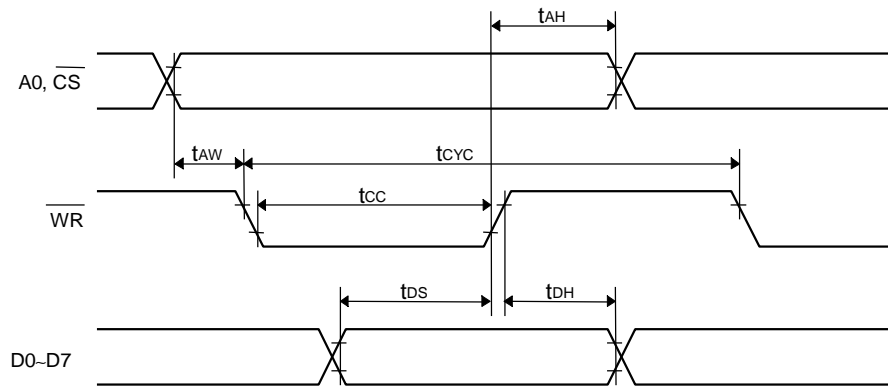 tAH
A0, CS
tAW
tCYC
tCC
WR
tDS
tDH
D0~D7